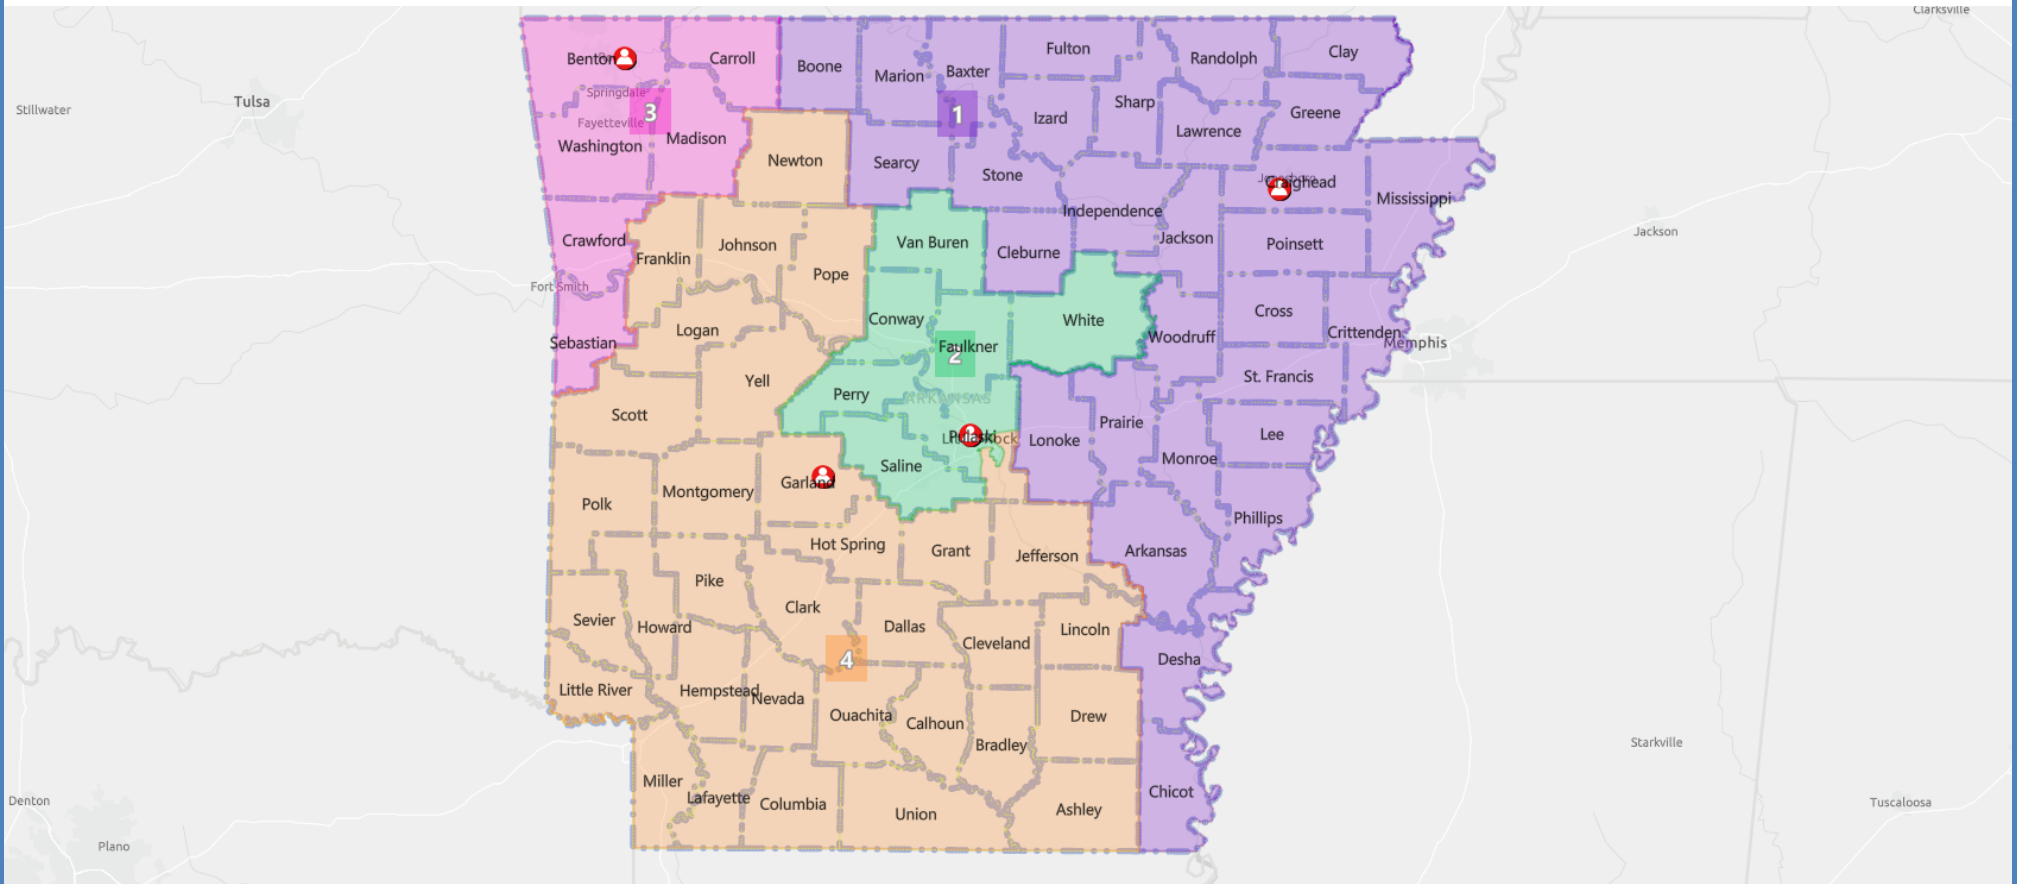 Clarksville
Benton
Carroll
Boone
Marion
Baxter
Fulton
Randolph
Clay
Springdale
Tulsa
Stillwater
3
1
Sharp
Izard
Greene
Fayetteville
Washington
Madison
Lawrence
Newton
Searcy
Stone
Craighead
Mississippi
Independence
Jackson
Jackson
Crawford
Franklin
Johnson
Van Buren
Cleburne
Poinsett
Pope
Fort Smith
Logan
Conway
White
Cross
Sebastian
Faulkner
2
Woodruff
Crittenden
Memphis
Yell
Perry
ARKANSAS
St. Francis
Scott
Prairie
Pulaski
Lonoke
Lee
Saline
Monroe
Garland
Montgomery
Polk
Phillips
Hot Spring
Grant
Jefferson
Arkansas
Pike
Clark
Sevier
Howard
Dallas
Cleveland
Lincoln
4
Desha
Little River
Hempstead
Nevada
Ouachita
Calhoun
Drew
Bradley
Starkville
Miller
Lafayette
Columbia
Union
Ashley
Chicot
Denton
Tuscaloosa
Plano